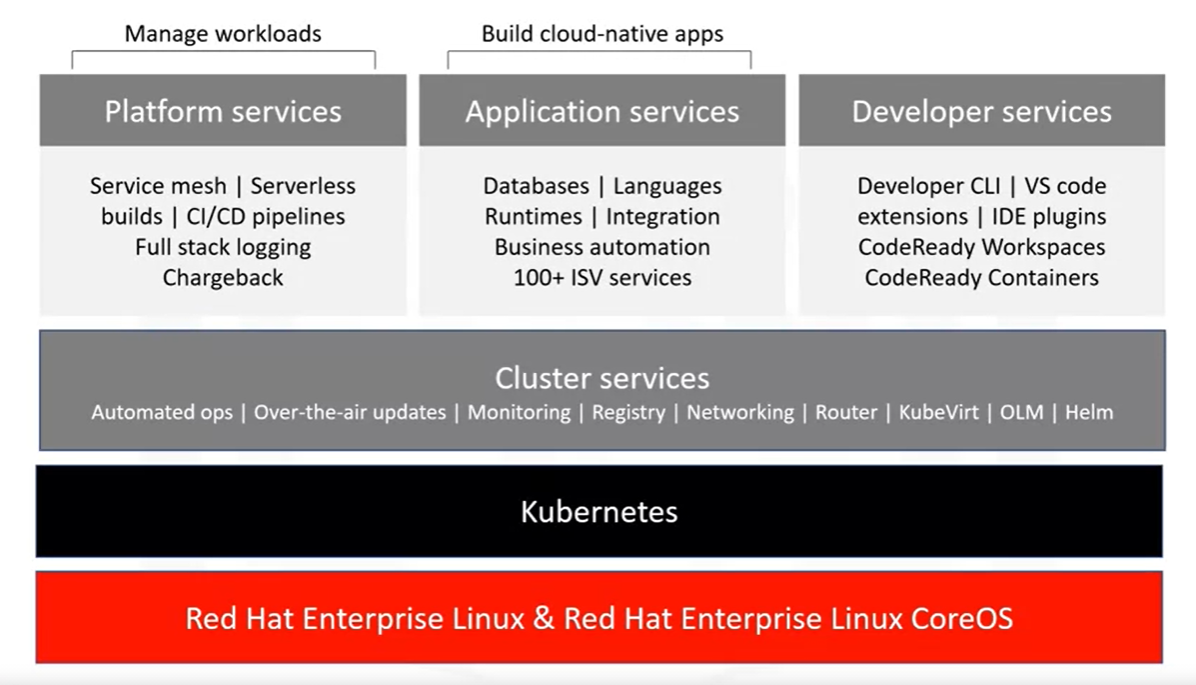 Manage workloads
Build cloud-native apps
Platform services
Service mesh | Serverless
builds | CI/CD pipelines
Full stack logging
Chargeback
Application services
Databases | Languages
Runtimes | Integration
Business automation
100+ ISV services
Developer services
Developer CLI | VS code
extensions | IDE plugins
CodeReady Workspaces
CodeReady Containers
Cluster services
Automated ops | Over-the-air updates | Monitoring | Registry | Networking | Router | KubeVirt | OLM | Helm
Kubernetes
Red Hat Enterprise Linux & Red Hat Enterprise Linux CoreOS